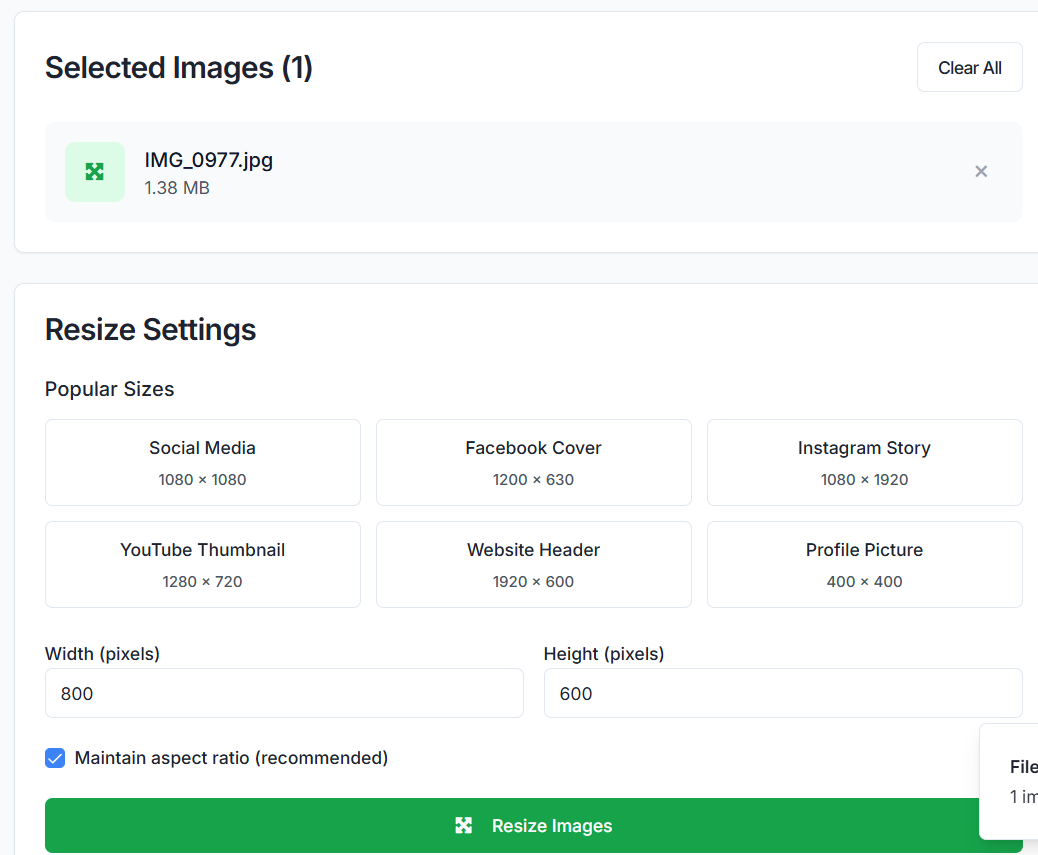 Selected Images (1)
Clear All
IMG_0977.jpg
1.38 MB
Resize Settings
Popular Sizes
Social Media
1080 × 1080
Facebook Cover
1200 × 630
Instagram Story
1080 × 1920
YouTube Thumbnail
1280 × 720
Website Header
1920 × 600
Profile Picture
400 × 400
Width (pixels)
800
Height (pixels)
600
Maintain aspect ratio (recommended)
File
1 im
Resize Images